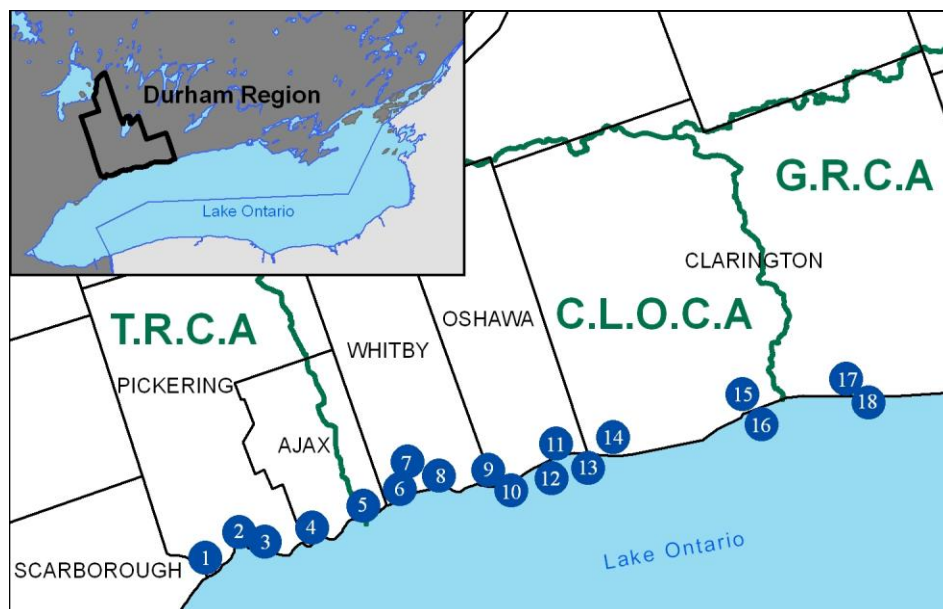 Durham Region
Lake Ontario
G.R.C.A
CLARINGTON
C.L.O.C.A
OSHAWA
WHITBY
T.R.C.A
PICKERING
AJAX
SCARBOROUGH
1
2
3
4
5
6
7
8
9
10
11
12
13
14
15
16
17
18
Lake Ontario